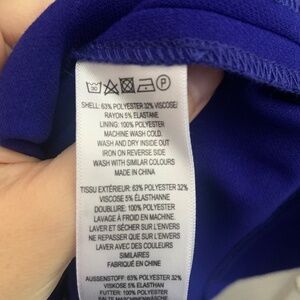 SHELL: 63% POLYESTER 32% VISCOSE/
RAYON 5% ELASTANE
LINING: 100% POLYESTER
MACHINE WASH COLD.
WASH AND DRY INSIDE OUT
IRON ON REVERSE SIDE
WASH WITH SIMILAR COLOURS
MADE IN CHINA
TISSU EXTÉRIEUR: 63% POLYESTER 32%
VISCOSE 5% ÉLASTHANNE
DOUBLURE: 100% POLYESTER
LAVAGE À FROID EN MACHINE.
LAVER ET SÉCHER SUR L'ENVERS
NE REPASSER QUE SUR L'ENVERS
LAVER AVEC DES COULEURS
SIMILAIRES
FABRIQUÉ EN CHINE
AUSSENSTOFF: 63% POLYESTER 32%
VISKOSE 5% ELASTHAN
FUTTER: 100% POLYESTER
KALTE MASCHINENWÄSCHE